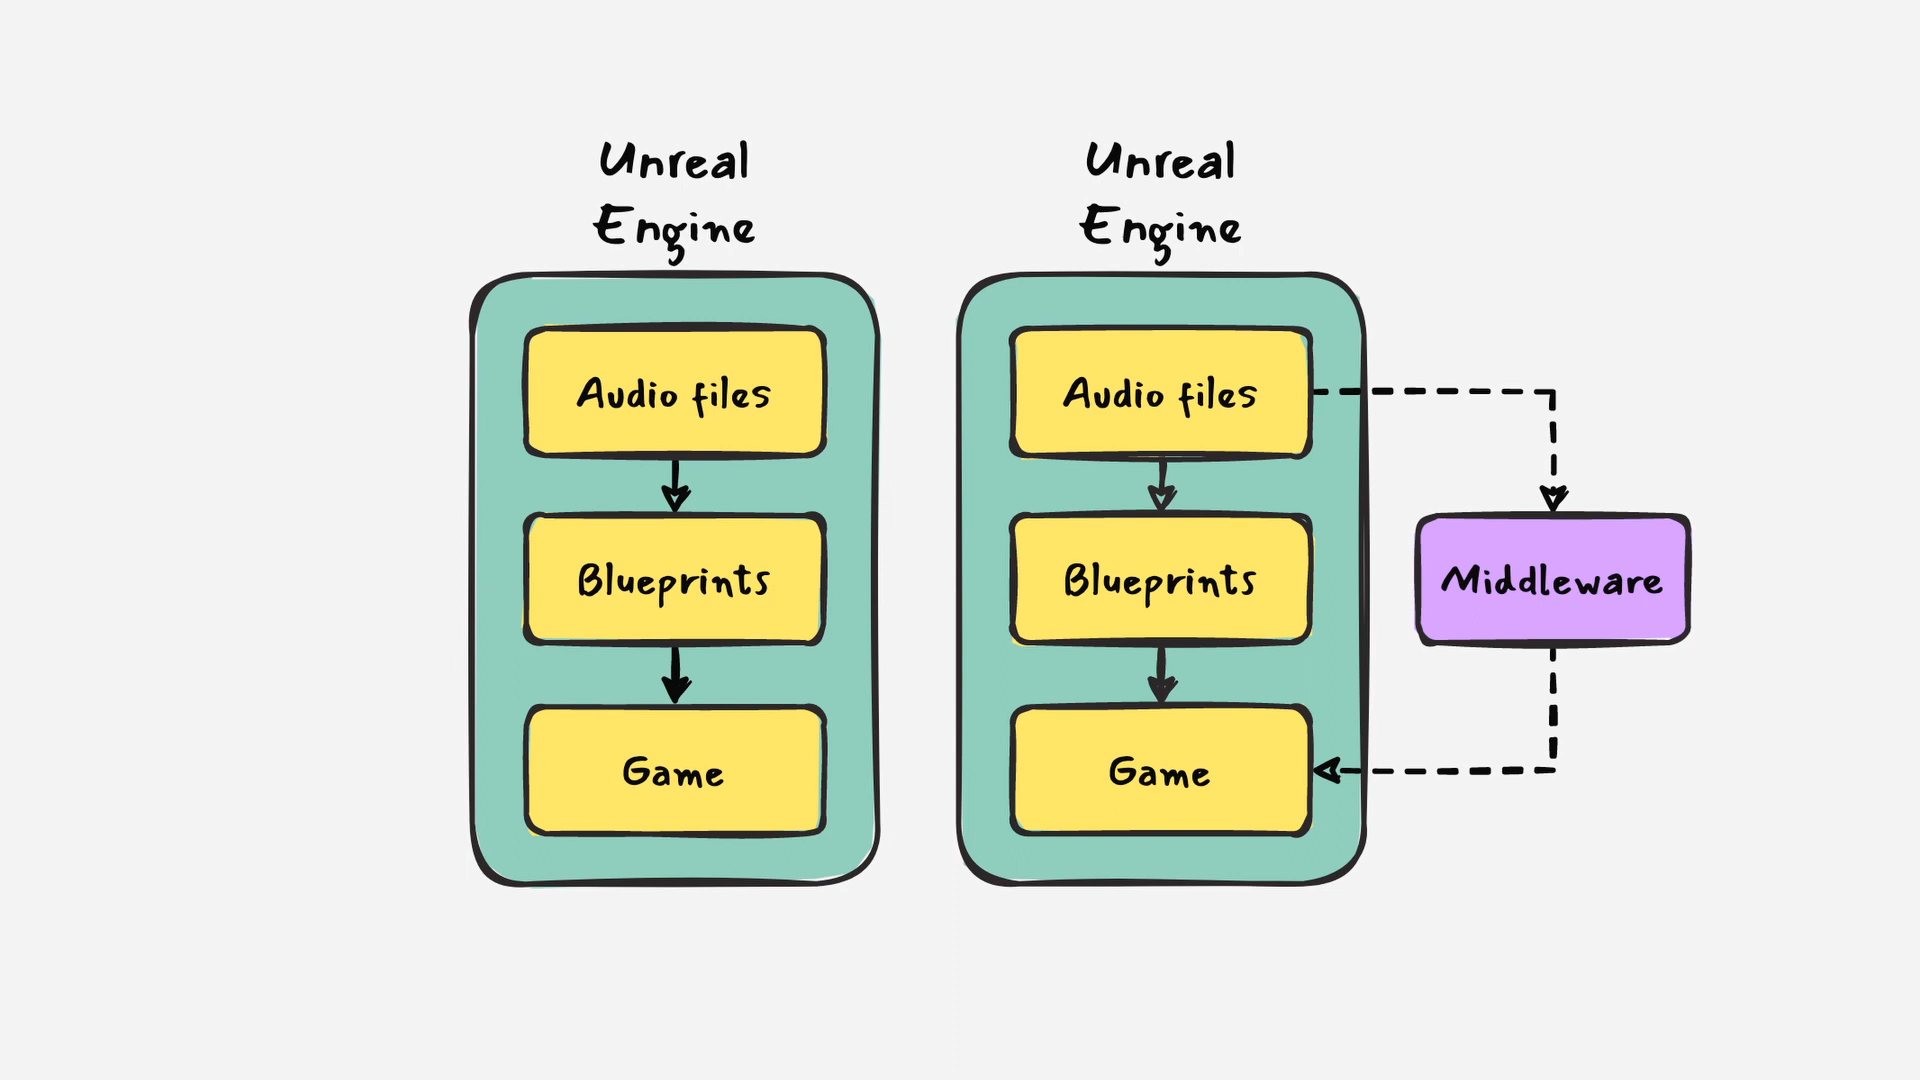 Unreal
Engine
Audio files
Blueprints
Game
Unreal
Engine
Audio files
Blueprints
Game
Middleware